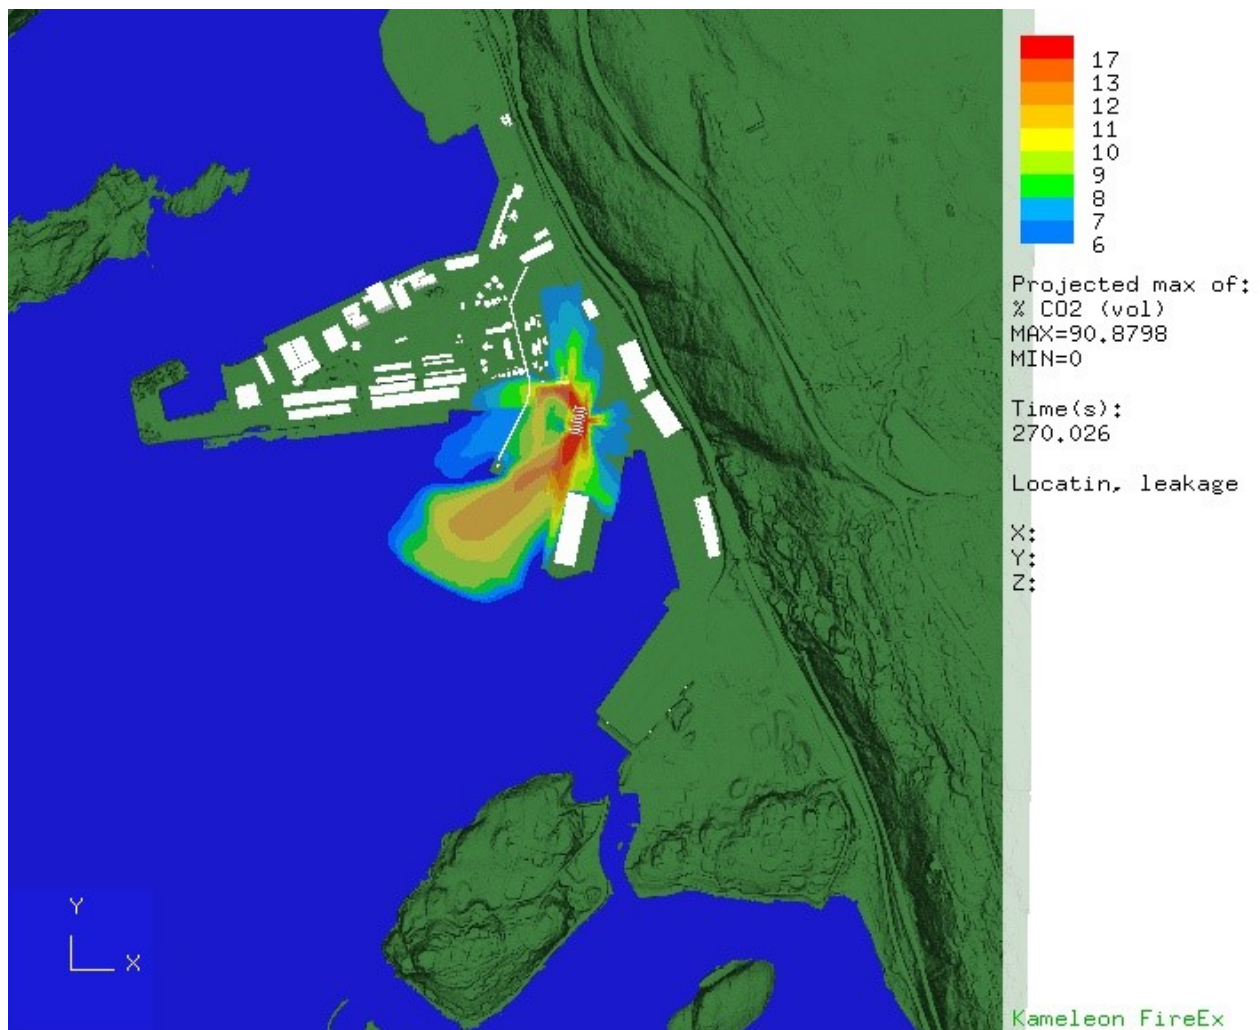 17
13
12
11
10
9
8
7
6
Projected max of:
% CO2 (vol)
MAX=90.8798
MIN=0
Time(s):
270.026
Locatin, leakage
X:
Y:
Z:
Y
X
Kameleon FireEx